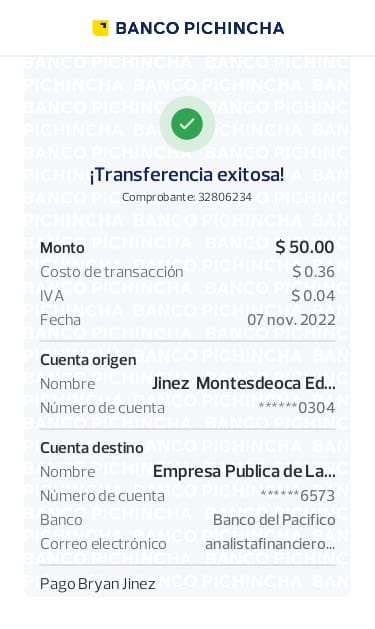 BANCO PICHINCHA
¡Transferencia exitosa!
Comprobante: 32806234
Monto $ 50.00
Costo de transacción $ 0.36
IVA $ 0.04
Fecha 07 nov. 2022
Cuenta origen
Nombre Jinez Montesdeoca Ed...
Número de cuenta ******0304
Cuenta destino
Nombre Empresa Publica de La...
Número de cuenta ******6573
Banco Banco del Pacifico
Correo electrónico analistafinanciero...
Pago Bryan Jinez